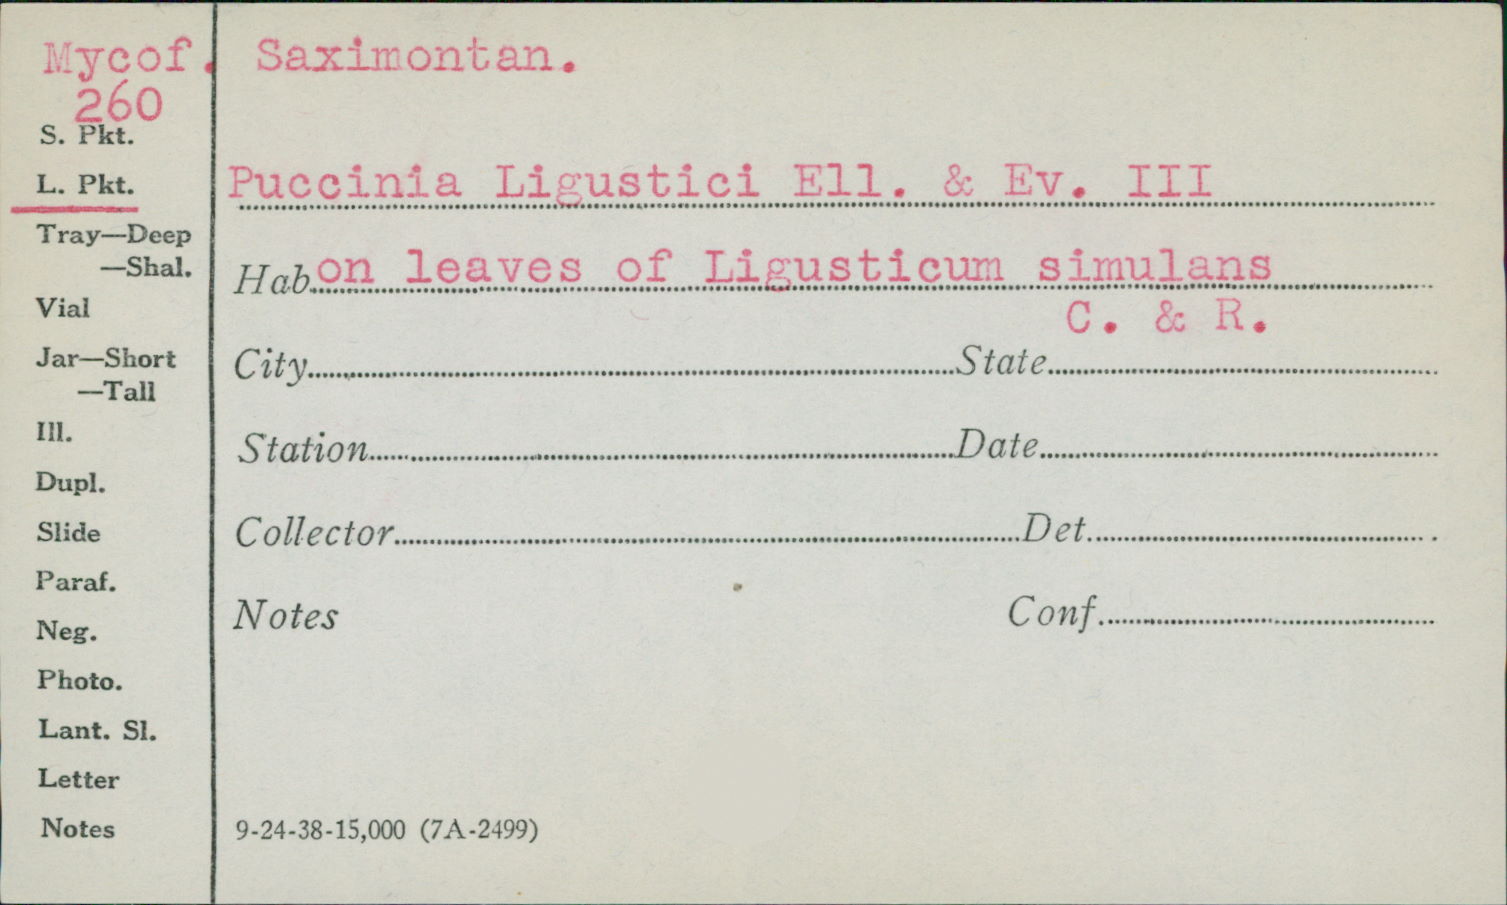 Mycof. Saximontan.
260
S. Pkt.
L. Pkt.
Puccinia Ligustici Ell. & Ev. III
Tray—Deep
—Shal.
Hab. on leaves of Ligusticum simulans
C. & R.
Vial
Jar—Short
—Tall
City State
Ill.
Station Date
Dupl.
Slide
Collector Det.
Paraf.
Neg.
Notes Conf.
Photo.
Lant. Sl.
Letter
Notes
9-24-38-15,000 (7A-2499)